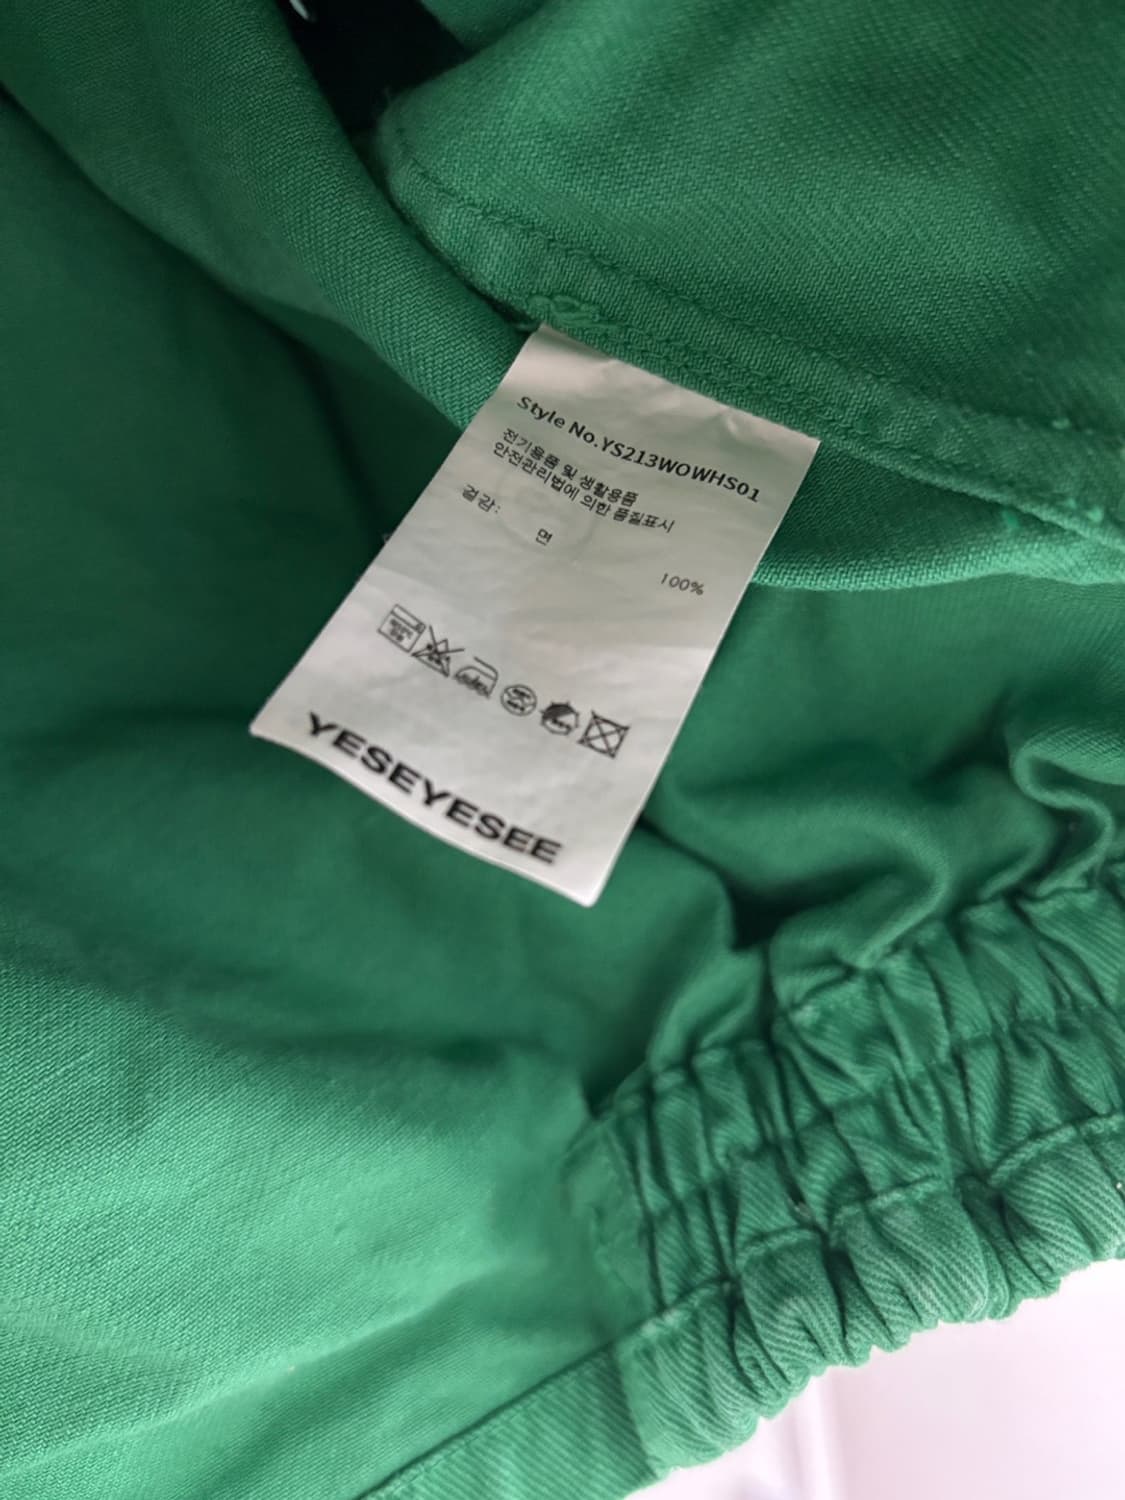 Style No.YS213WOWHS01
전기용품 및 생활용품
안전관리법에 의한 품질표시
겉감:
면 100%
YESEYESEE